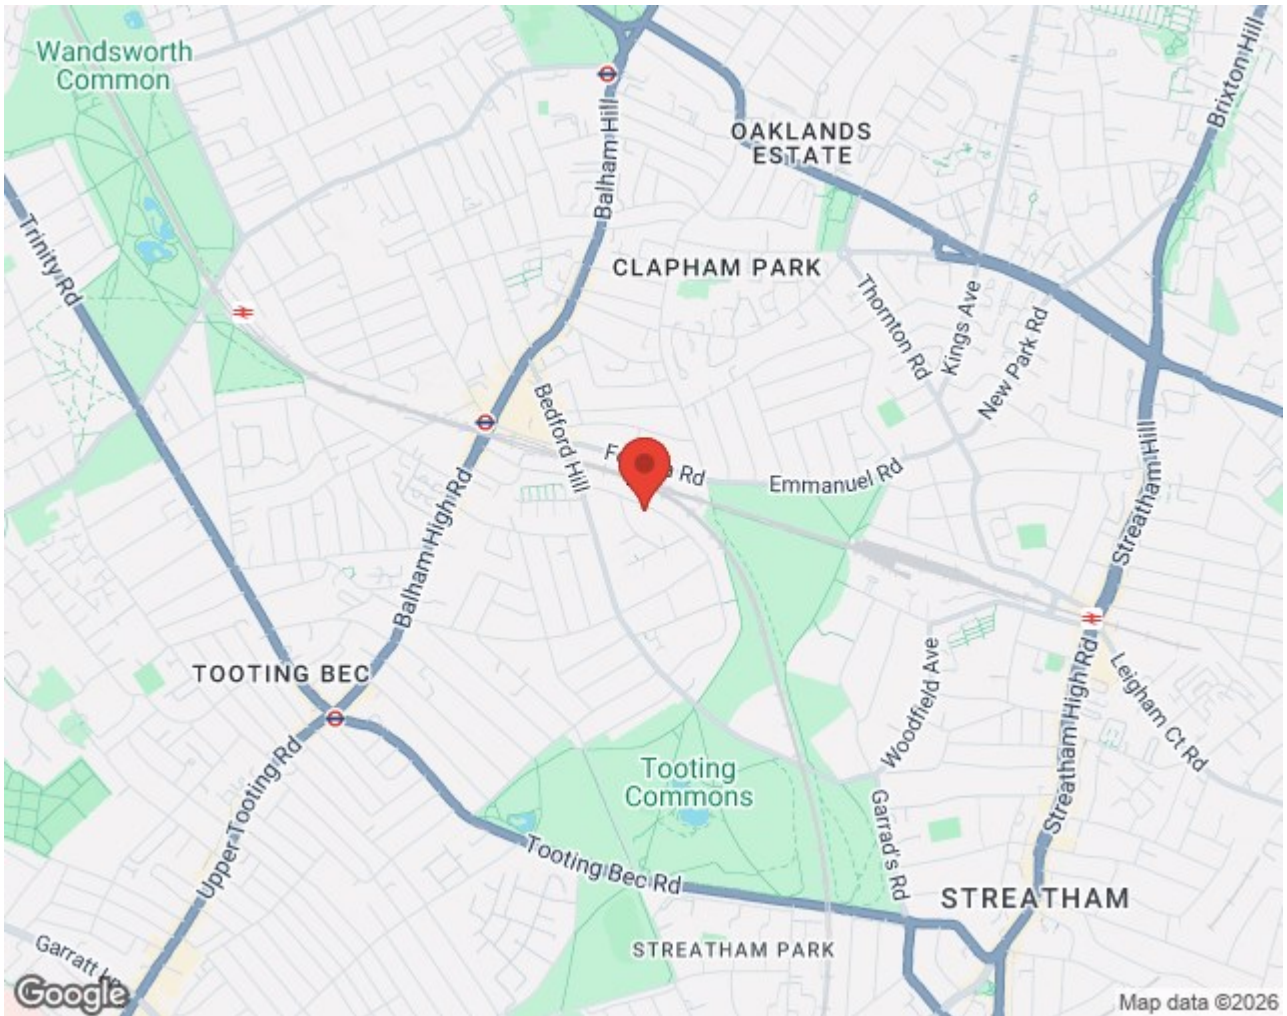 Wandsworth
Common
Brixton Hill
OAKLANDS
ESTATE
Balham Hill
Trinity Rd
CLAPHAM PARK
Thornton Rd
Kings Ave
New Park Rd
Bedford Hill
Rd
Emmanuel Rd
Streatham Hill
Balham High Rd
TOOTING BEC
Woodfield Ave
Leigham Ct Rd
Streatham High Rd
Upper Tooting Rd
Tooting
Commons
Garrad's Rd
Tooting Bec Rd
STREATHAM
STREATHAM PARK
Garratt
Google
Map data ©2026